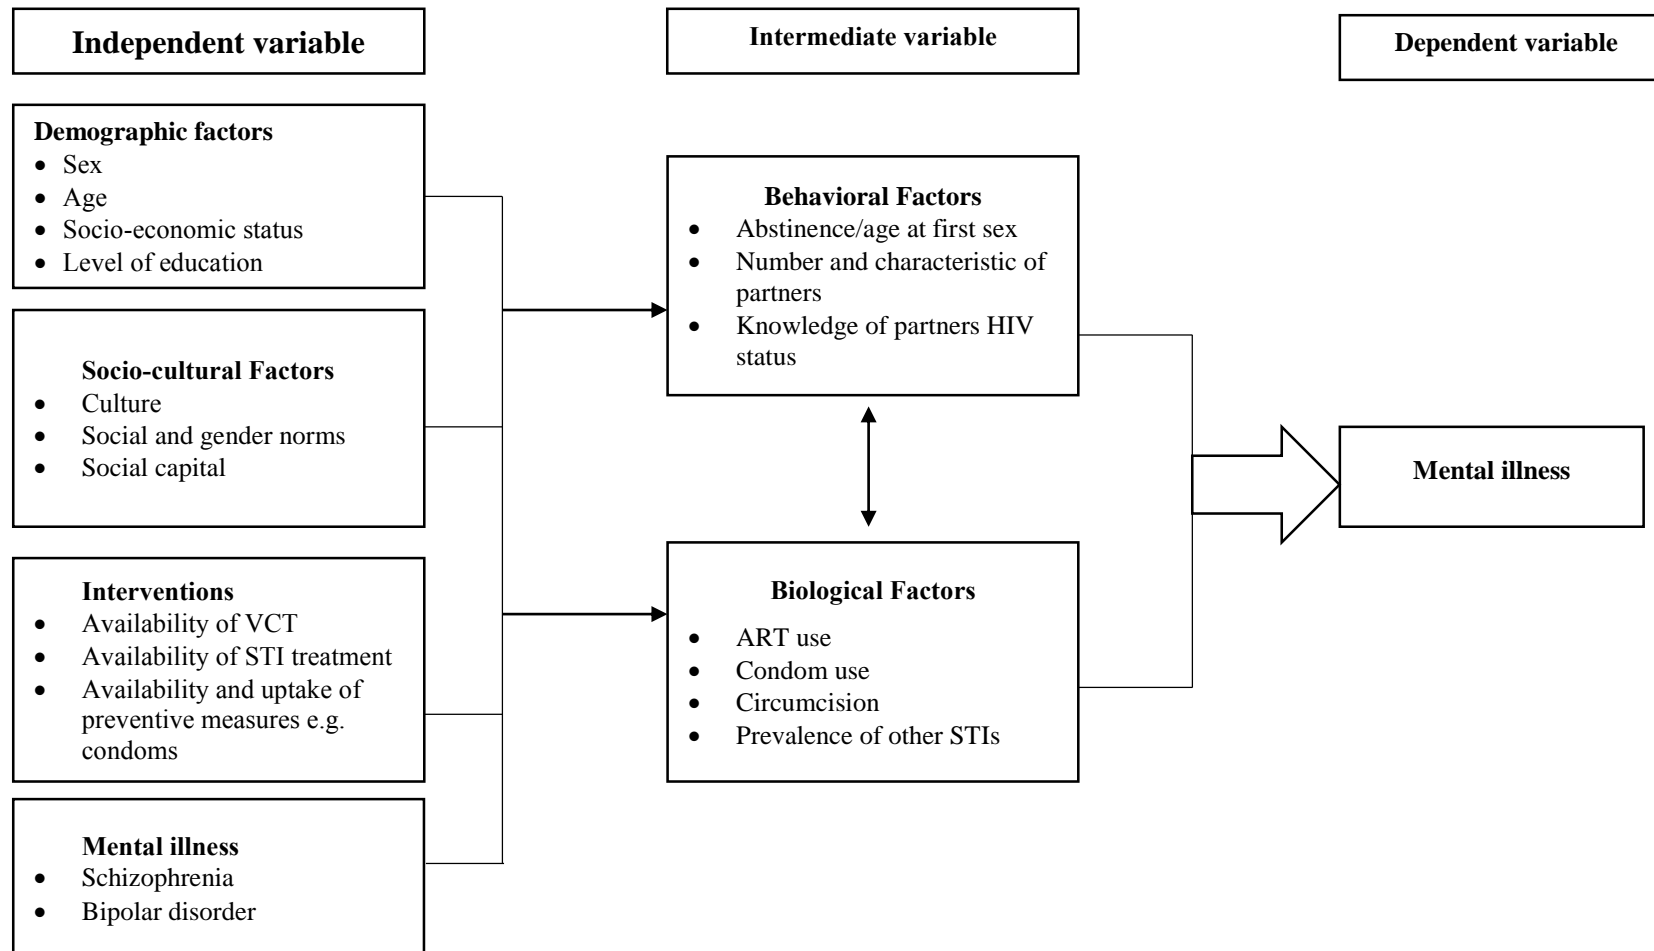 Independent variable
Intermediate variable
Dependent variable
Demographic factors
• Sex
• Age
• Socio-economic status
• Level of education
Socio-cultural Factors
• Culture
• Social and gender norms
• Social capital
Interventions
• Availability of VCT
• Availability of STI treatment
• Availability and uptake of
preventive measures e.g.
condoms
Mental illness
• Schizophrenia
• Bipolar disorder
Behavioral Factors
• Abstinence/age at first sex
• Number and characteristic of
partners
• Knowledge of partners HIV
status
Biological Factors
• ART use
• Condom use
• Circumcision
• Prevalence of other STIs
Mental illness